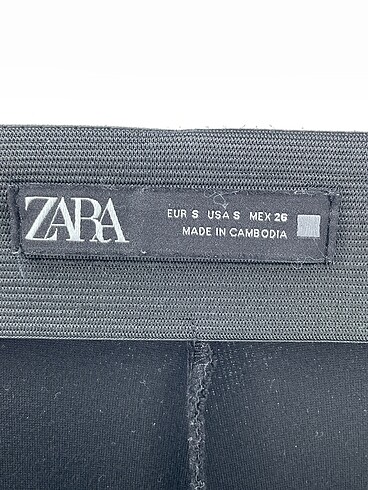 ZARA
EUR S USA S MEX 26
MADE IN CAMBODIA